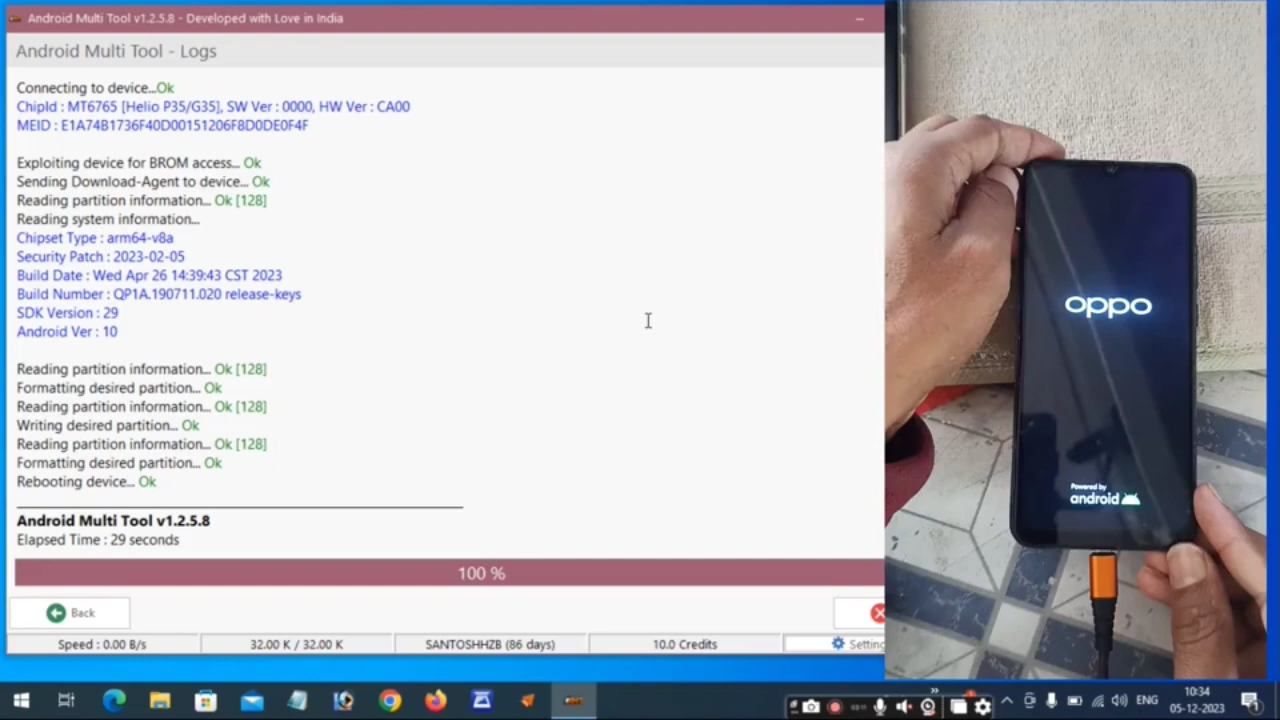 Android Multi Tool v1.2.5.8 - Developed with Love in India
Android Multi Tool - Logs
Connecting to device...Ok
ChipId : MT6765 [Helio P35/G35], SW Ver : 0000, HW Ver : CA00
MEID : E1A74B1736F40D00151206F8D0DE0F4F
Exploiting device for BROM access... Ok
Sending Download-Agent to device... Ok
Reading partition information... Ok [128]
Reading system information...
Chipset Type : arm64-v8a
Security Patch : 2023-02-05
Build Date : Wed Apr 26 14:39:43 CST 2023
Build Number : QP1A.190711.020 release-keys
SDK Version : 29
Android Ver : 10
Reading partition information... Ok [128]
Formatting desired partition... Ok
Reading partition information... Ok [128]
Writing desired partition... Ok
Reading partition information... Ok [128]
Formatting desired partition... Ok
Rebooting device... Ok
Android Multi Tool v1.2.5.8
Elapsed Time : 29 seconds
100 %
Back
Speed : 0.00 B/s
32.00 K / 32.00 K
SANTOSHHZB (86 days)
10.0 Credits
Setting
oppo
Powered by
android
ENG
10:34
05-12-2023